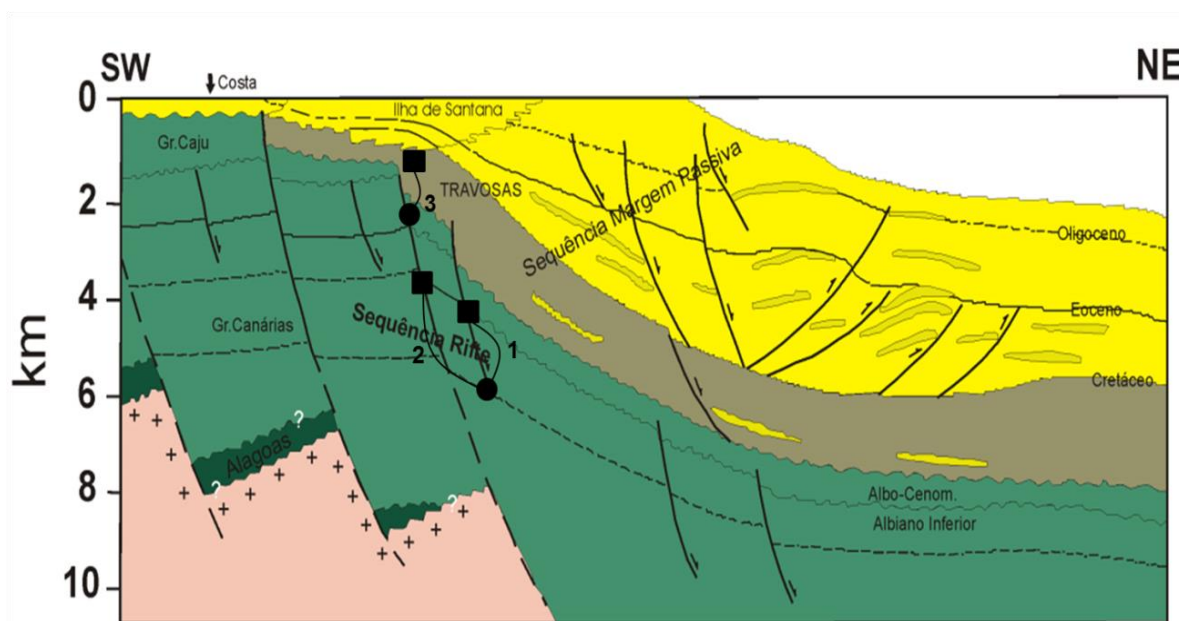 SW
NE
Costa
0
2
4
6
8
10
km
Ilha de Santana
Gr.Caju
TRAVOSAS
3
Sequência Margem Passiva
Oligoceno
Eoceno
Cretáceo
Gr.Canárias
Sequência Rifte
1
2
?
Alagoas
?
?
Albo-Cenom.
Albiano Inferior